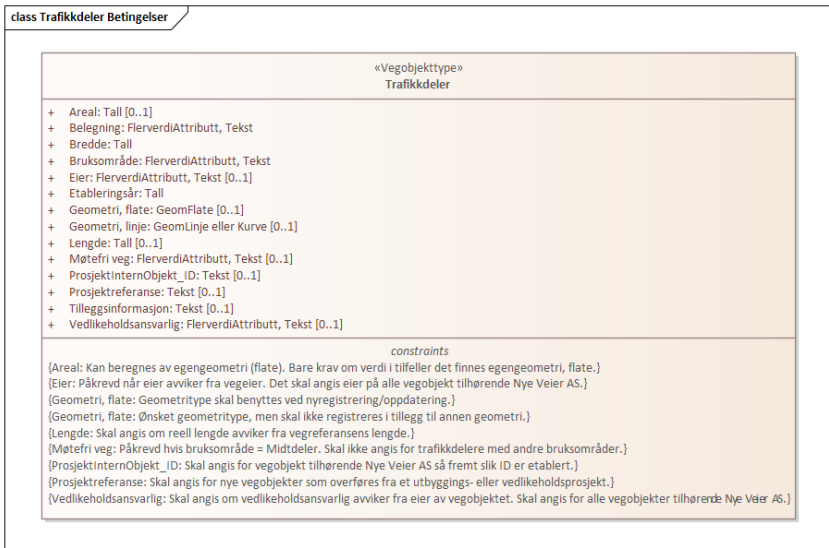 class Trafikkdeler Betingelser
«Vegobjekttype»
Trafikkdeler
+ Areal: Tall [0..1]
+ Belegning: FlerverdiAttributt, Tekst
+ Bredde: Tall
+ Bruksområde: FlerverdiAttributt, Tekst
+ Eier: FlerverdiAttributt, Tekst [0..1]
+ Etableringsår: Tall
+ Geometri, flate: GeomFlate [0..1]
+ Geometri, linje: GeomLinje eller Kurve [0..1]
+ Lengde: Tall [0..1]
+ Møtefri veg: FlerverdiAttributt, Tekst [0..1]
+ ProsjektInternObjekt_ID: Tekst [0..1]
+ Prosjektreferanse: Tekst [0..1]
+ Tilleggsinformasjon: Tekst [0..1]
+ Vedlikeholdsansvarlig: FlerverdiAttributt, Tekst [0..1]
constraints
{Areal: Kan beregnes av egengeometri (flate). Bare krav om verdi i tilfeller det finnes egengeometri, flate.}
{Eier: Påkrevd når eier avviker fra vegeier. Det skal angis eier på alle vegobjekt tilhørende Nye Veier AS.}
{Geometri, flate: Geometritype skal benyttes ved nyregistrering/oppdatering.}
{Geometri, flate: Ønsket geometritype, men skal ikke registreres i tillegg til annen geometri.}
{Lengde: Skal angis om reell lengde avviker fra vegreferansens lengde.}
{Møtefri veg: Påkrevd hvis bruksområde = Midtdeler. Skal ikke angis for trafikkdelere med andre bruksområder.}
{ProsjektInternObjekt_ID: Skal angis for vegobjekt tilhørende Nye Veier AS så fremt slik ID er etablert.}
{Prosjektreferanse: Skal angis for nye vegobjekter som overføres fra et utbyggings- eller vedlikeholdsprosjekt.}
{Vedlikeholdsansvarlig: Skal angis om vedlikeholdsansvarlig avviker fra eier av vegobjektet. Skal angis for alle vegobjekter tilhørende Nye Veier AS.}